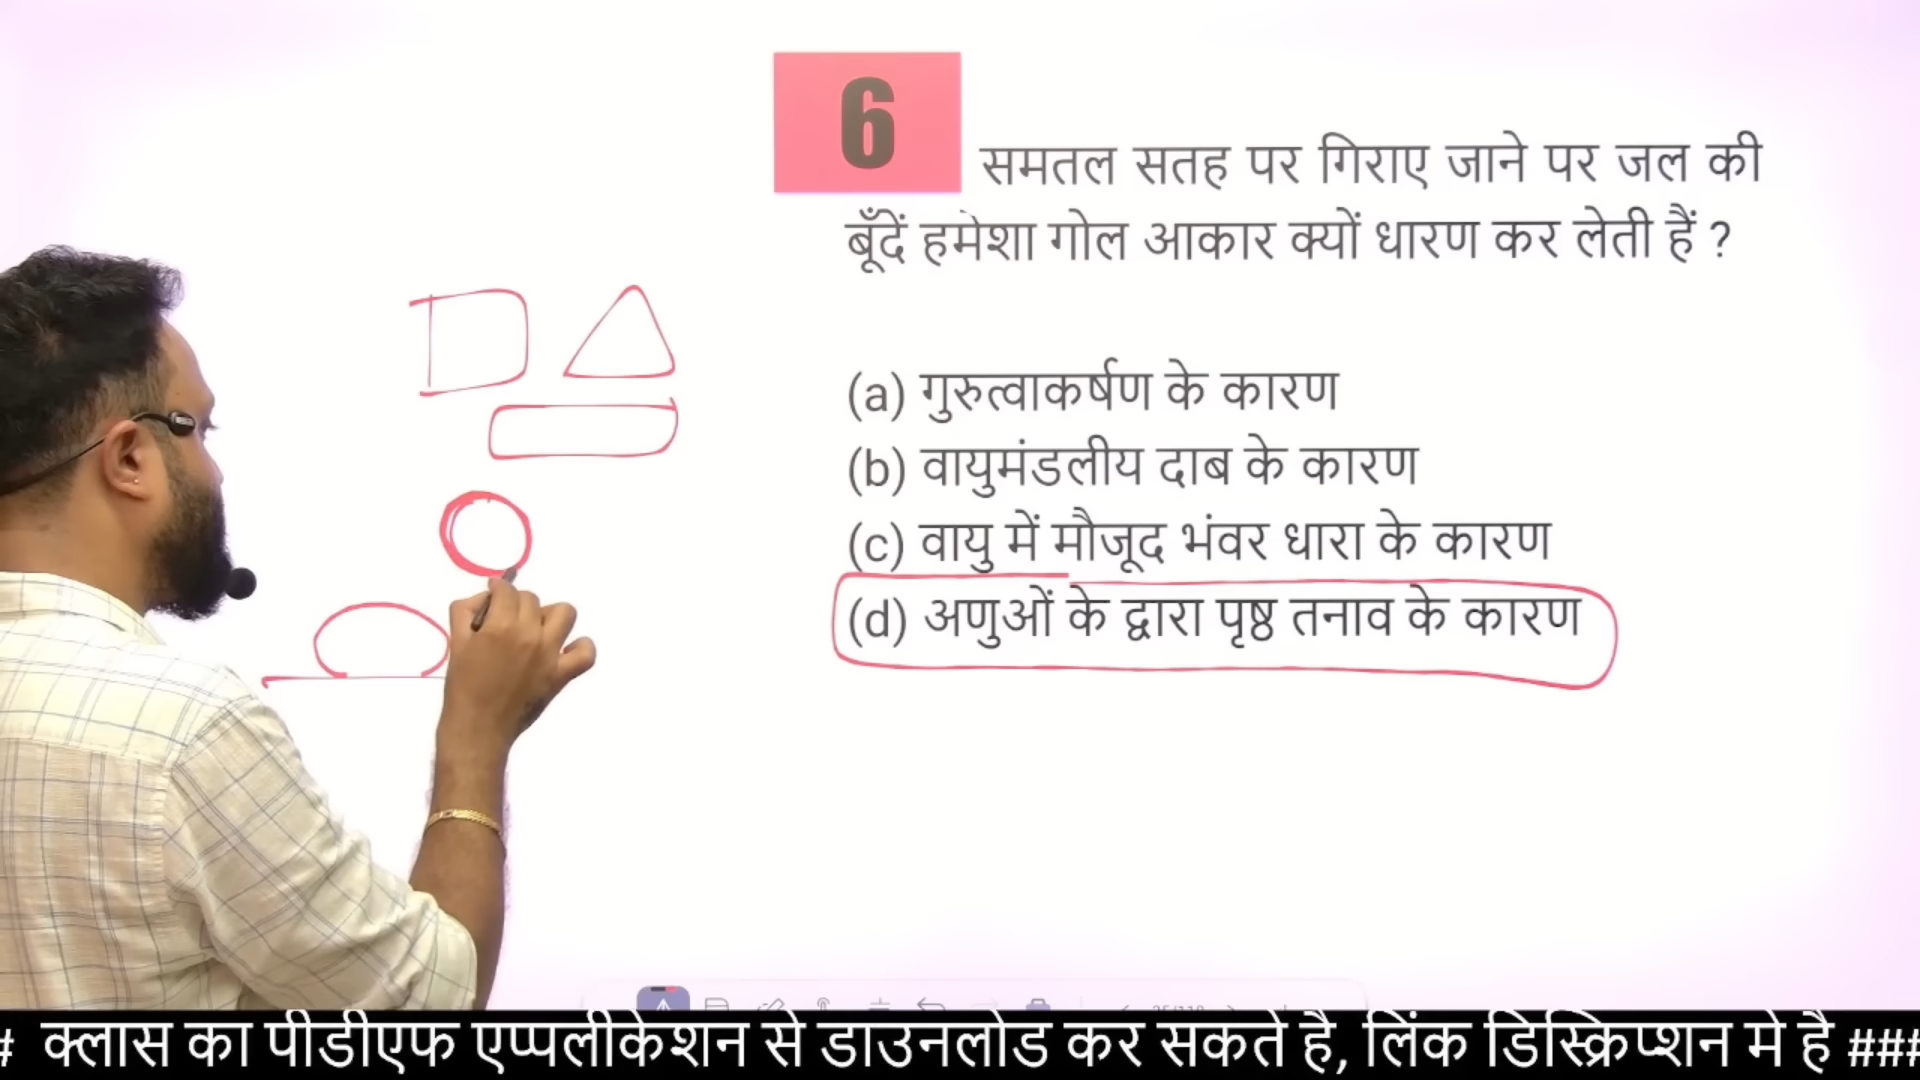 6
समतल सतह पर गिराए जाने पर जल की
बूँदें हमेशा गोल आकार क्यों धारण कर लेती हैं ?
(a) गुरुत्वाकर्षण के कारण
(b) वायुमंडलीय दाब के कारण
(c) वायु में मौजूद भंवर धारा के कारण
(d) अणुओं के द्वारा पृष्ठ तनाव के कारण
# क्लास का पीडीएफ एप्पलीकेशन से डाउनलोड कर सकते है, लिंक डिस्क्रिप्शन मे है ###